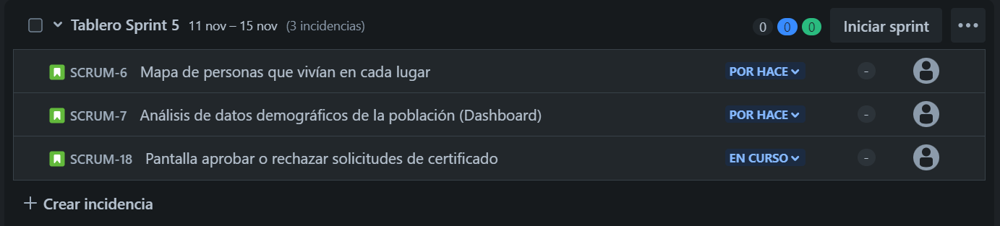 Tablero Sprint 5 11 nov – 15 nov (3 incidencias) 0 0 0 Iniciar sprint
SCRUM-6 Mapa de personas que vivían en cada lugar POR HACE -
SCRUM-7 Análisis de datos demográficos de la población (Dashboard) POR HACE -
SCRUM-18 Pantalla aprobar o rechazar solicitudes de certificado EN CURSO -
+ Crear incidencia